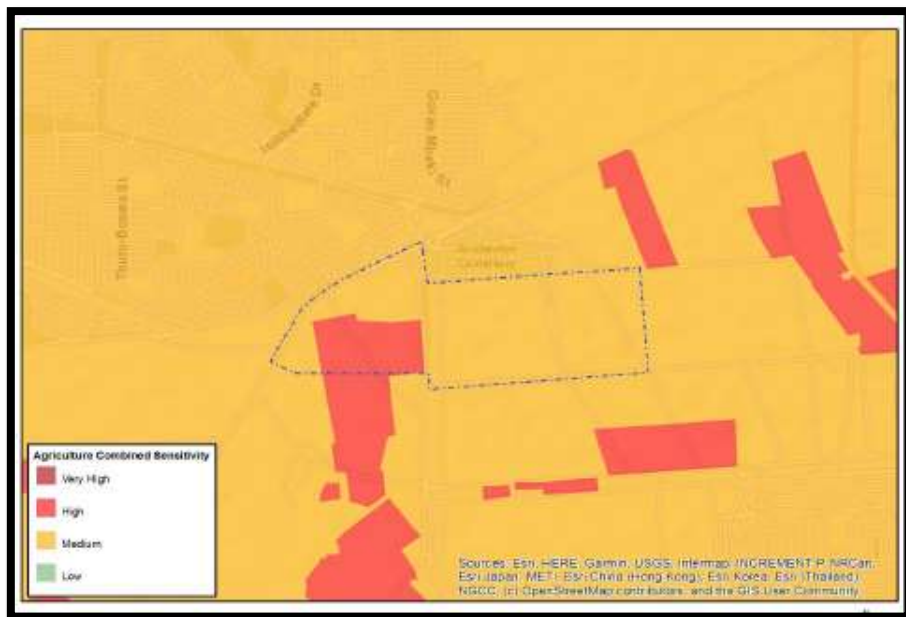 Agriculture Combined Sensitivity
Very High
High
Medium
Low
Sources: Esri, HERE, Garmin, USGS, Intermap, INCREMENT P, NRCan,
Esri Japan, METI, Esri China (Hong Kong), Esri Korea, Esri (Thailand),
NGCC, (c) OpenStreetMap contributors, and the GIS User Community